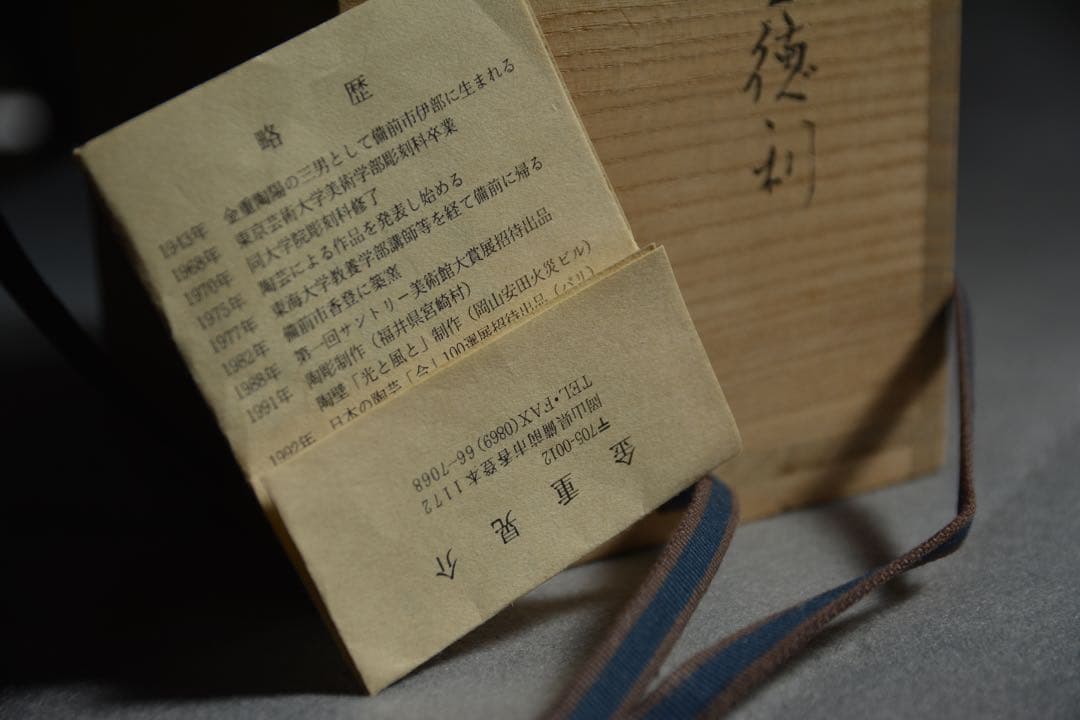 略歴
1943年 金重陶陽の三男として備前市伊部に生まれる
1968年 東京芸術大学美術学部彫刻科卒業
1970年 同大学院彫刻科修了
1975年 陶芸による作品を発表し始める
1977年 東海大学教養学部講師等を経て備前に帰る
1982年 備前市香登に築窯
1988年 第一回サントリー美術館大賞展招待出品
1991年 陶彫制作(福井県宮崎村)
陶壁「光と風と」制作(岡山安田火災ビル)
1992年 日本の陶芸「今」100選展招待出品(パリ)
金重晃介
〒705-0012
岡山県備前市香登本1172
TEL・FAX(0869)66-7068
徳利